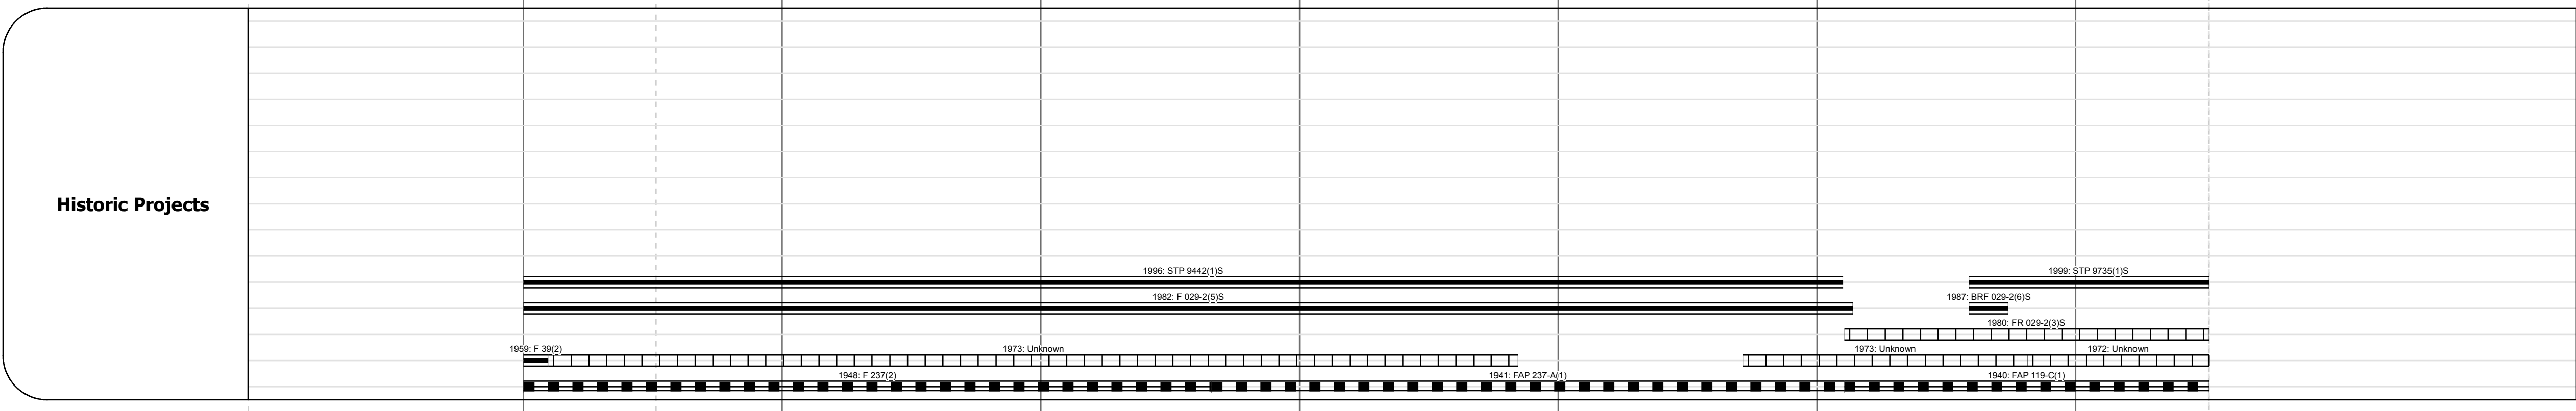 Historic Projects
1996: STP 9442(1)S
1999: STP 9735(1)S
1982: F 029-2(5)S
1987: BRF 029-2(6)S
1980: FR 029-2(3)S
1959: F 39(2)
1973: Unknown
1973: Unknown
1972: Unknown
1948: F 237(2)
1941: FAP 237-A(1)
1940: FAP 119-C(1)